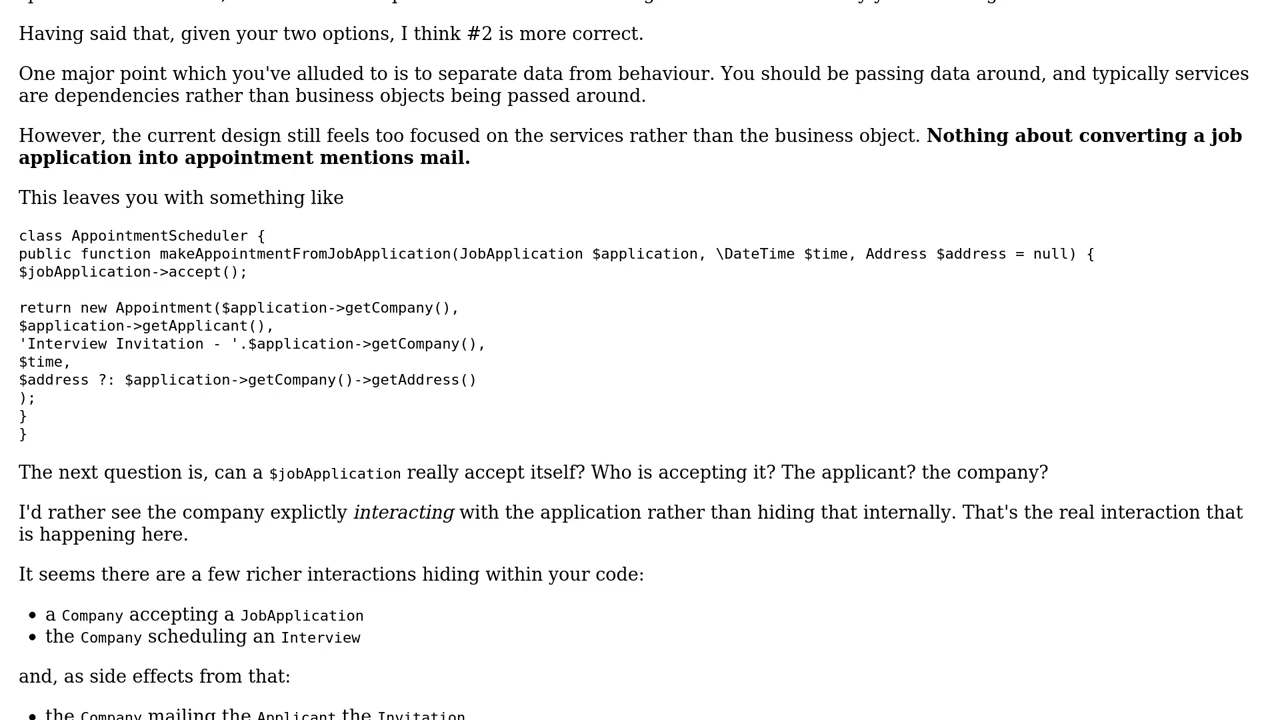 Having said that, given your two options, I think #2 is more correct.
One major point which you've alluded to is to separate data from behaviour. You should be passing data around, and typically services
are dependencies rather than business objects being passed around.
However, the current design still feels too focused on the services rather than the business object. Nothing about converting a job
application into appointment mentions mail.
This leaves you with something like
class AppointmentScheduler {
public function makeAppointmentFromJobApplication(JobApplication $application, \DateTime $time, Address $address = null) {
$jobApplication->accept();
return new Appointment($application->getCompany(),
$application->getApplicant(),
'Interview Invitation - '.$application->getCompany(),
$time,
$address ?: $application->getCompany()->getAddress()
);
}
}
The next question is, can a $jobApplication really accept itself? Who is accepting it? The applicant? the company?
I'd rather see the company explictly interacting with the application rather than hiding that internally. That's the real interaction that
is happening here.
It seems there are a few richer interactions hiding within your code:
• a Company accepting a JobApplication
• the Company scheduling an Interview
and, as side effects from that:
• the Company mailing the Applicant the Invitation